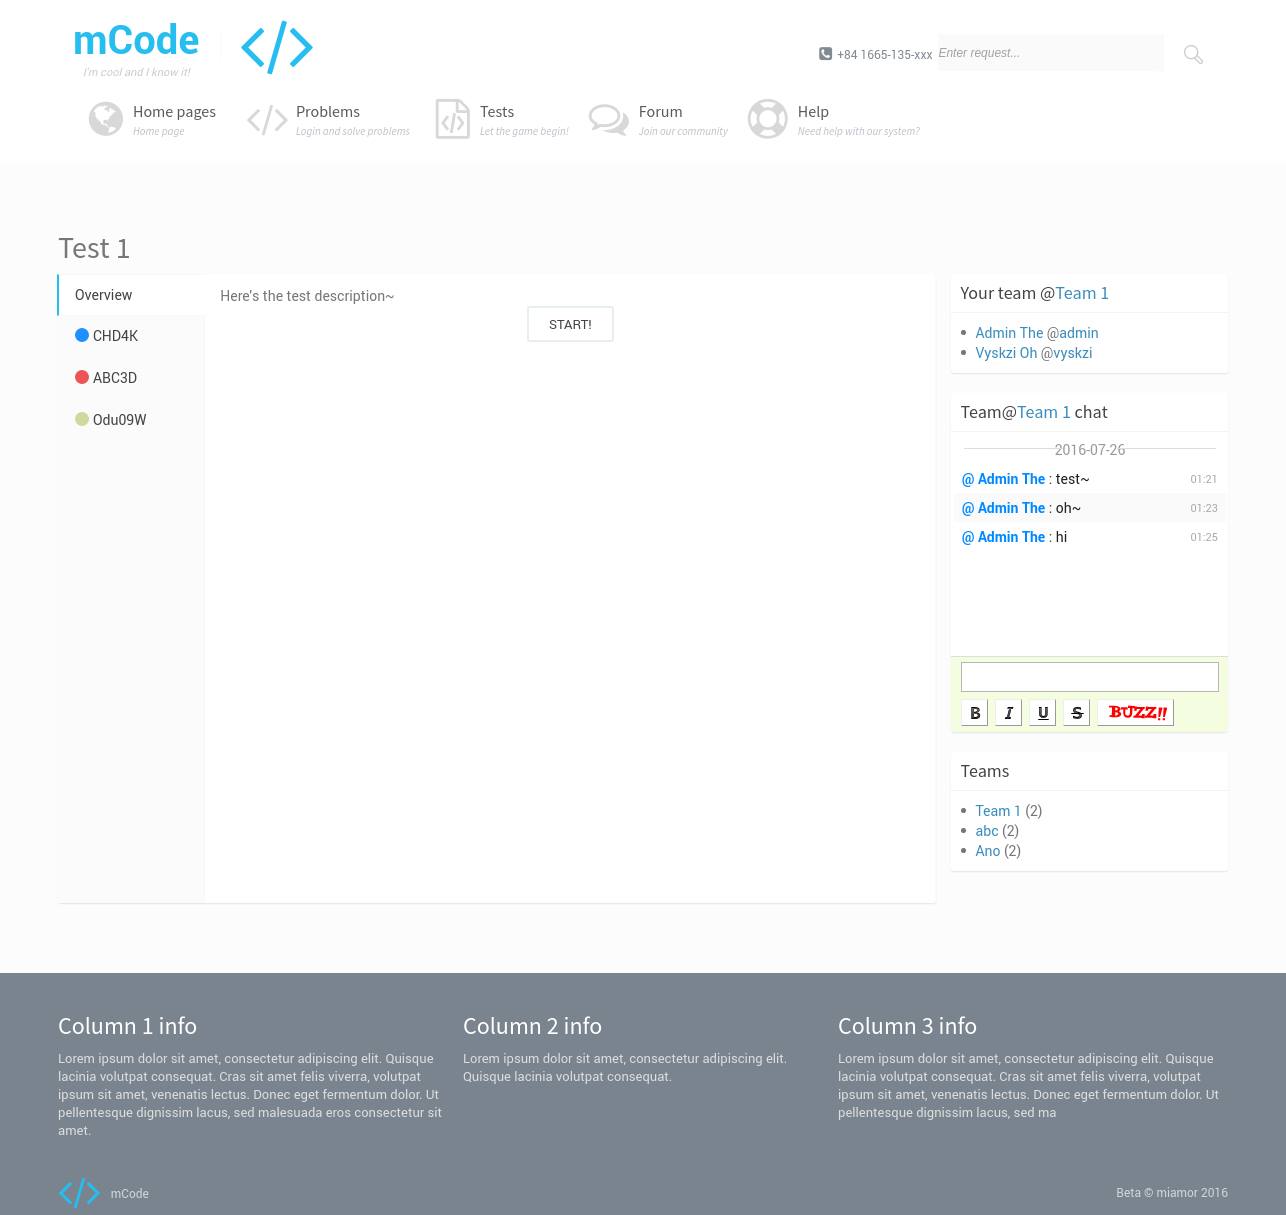 mCode
I'm cool and I know it!
+84 1665-135-xxx
Enter request...
Home pages
Home page
Problems
Login and solve problems
Tests
Let the game begin!
Forum
Join our community
Help
Need help with our system?
Test 1
Overview
CHD4K
ABC3D
Odu09W
Here's the test description~
START!
Your team @Team 1
Admin The @admin
Vyskzi Oh @vyskzi
Team@Team 1 chat
2016-07-26
@ Admin The : test~ 01:21
@ Admin The : oh~ 01:23
@ Admin The : hi 01:25
B I U S BUZZ!!
Teams
Team 1 (2)
abc (2)
Ano (2)
Column 1 info
Lorem ipsum dolor sit amet, consectetur adipiscing elit. Quisque
lacinia volutpat consequat. Cras sit amet felis viverra, volutpat
ipsum sit amet, venenatis lectus. Donec eget fermentum dolor. Ut
pellentesque dignissim lacus, sed malesuada eros consectetur sit
amet.
Column 2 info
Lorem ipsum dolor sit amet, consectetur adipiscing elit.
Quisque lacinia volutpat consequat.
Column 3 info
Lorem ipsum dolor sit amet, consectetur adipiscing elit. Quisque
lacinia volutpat consequat. Cras sit amet felis viverra, volutpat
ipsum sit amet, venenatis lectus. Donec eget fermentum dolor. Ut
pellentesque dignissim lacus, sed ma
mCode
Beta © miamor 2016